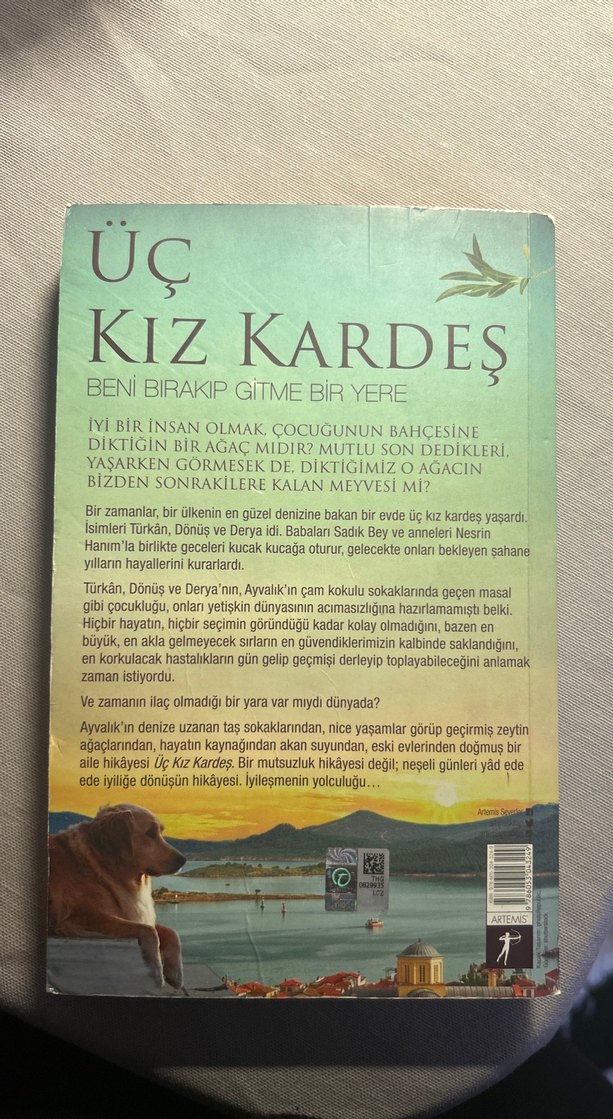 ÜÇ
KIZ KARDEŞ
BENİ BIRAKIP GİTME BİR YERE
İYİ BİR İNSAN OLMAK, ÇOCUĞUNUN BAHÇESİNE
DİKTİĞİN BİR AĞAÇ MIDIR? MUTLU SON DEDİKLERİ,
YAŞARKEN GÖRMESEK DE, DİKTİĞİMİZ O AĞACIN
BİZDEN SONRAKİLERE KALAN MEYVESİ Mİ?
Bir zamanlar, bir ülkenin en güzel denizine bakan bir evde üç kız kardeş yaşardı.
İsimleri Türkân, Dönüş ve Derya idi. Babaları Sadık Bey ve anneleri Nesrin
Hanım'la birlikte geceleri kucak kucağa oturur, gelecekte onları bekleyen şahane
yılların hayallerini kurarlardı.
Türkân, Dönüş ve Derya'nın, Ayvalık'ın çam kokulu sokaklarında geçen masal
gibi çocukluğu, onları yetişkin dünyasının acımasızlığına hazırlamamıştı belki.
Hiçbir hayatın, hiçbir seçimin göründüğü kadar kolay olmadığını, bazen en
büyük, en akla gelmeyecek sırların en güvendiklerimizin kalbinde saklandığını,
en korkulacak hastalıkların gün gelip geçmişi derleyip toplayabileceğini anlamak
zaman istiyordu.
Ve zamanın ilaç olmadığı bir yara var mıydı dünyada?
Ayvalık'ın denize uzanan taş sokaklarından, nice yaşamlar görüp geçirmiş zeytin
ağaçlarından, hayatın kaynağından akan suyundan, eski evlerinden doğmuş bir
aile hikâyesi Üç Kız Kardeş. Bir mutsuzluk hikâyesi değil; neşeli günleri yâd ede
ede iyiliğe dönüşün hikâyesi. İyileşmenin yolculuğu...
Artemis Severler
THG
0829935
LCZ
9 786053 043249
ARTEMİS